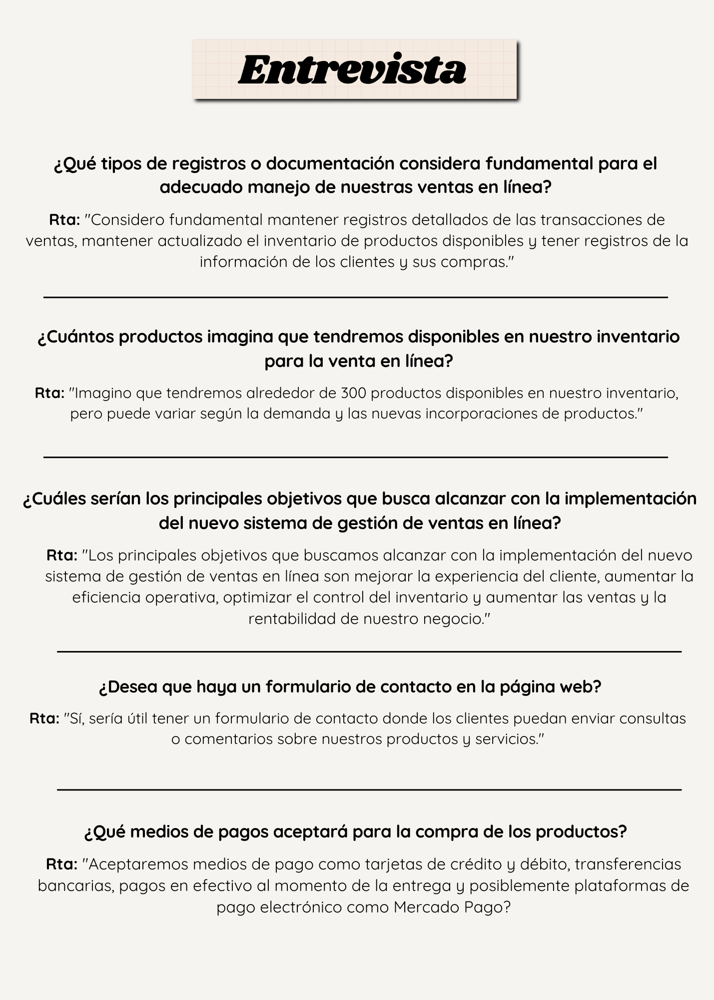 Entrevista
¿Qué tipos de registros o documentación considera fundamental para el
adecuado manejo de nuestras ventas en línea?
Rta: "Considero fundamental mantener registros detallados de las transacciones de
ventas, mantener actualizado el inventario de productos disponibles y tener registros de la
información de los clientes y sus compras."
¿Cuántos productos imagina que tendremos disponibles en nuestro inventario
para la venta en línea?
Rta: "Imagino que tendremos alrededor de 300 productos disponibles en nuestro inventario,
pero puede variar según la demanda y las nuevas incorporaciones de productos."
¿Cuáles serían los principales objetivos que busca alcanzar con la implementación
del nuevo sistema de gestión de ventas en línea?
Rta: "Los principales objetivos que buscamos alcanzar con la implementación del nuevo
sistema de gestión de ventas en línea son mejorar la experiencia del cliente, aumentar la
eficiencia operativa, optimizar el control del inventario y aumentar las ventas y la
rentabilidad de nuestro negocio."
¿Desea que haya un formulario de contacto en la página web?
Rta: "Sí, sería útil tener un formulario de contacto donde los clientes puedan enviar consultas
o comentarios sobre nuestros productos y servicios."
¿Qué medios de pagos aceptará para la compra de los productos?
Rta: "Aceptaremos medios de pago como tarjetas de crédito y débito, transferencias
bancarias, pagos en efectivo al momento de la entrega y posiblemente plataformas de
pago electrónico como Mercado Pago?